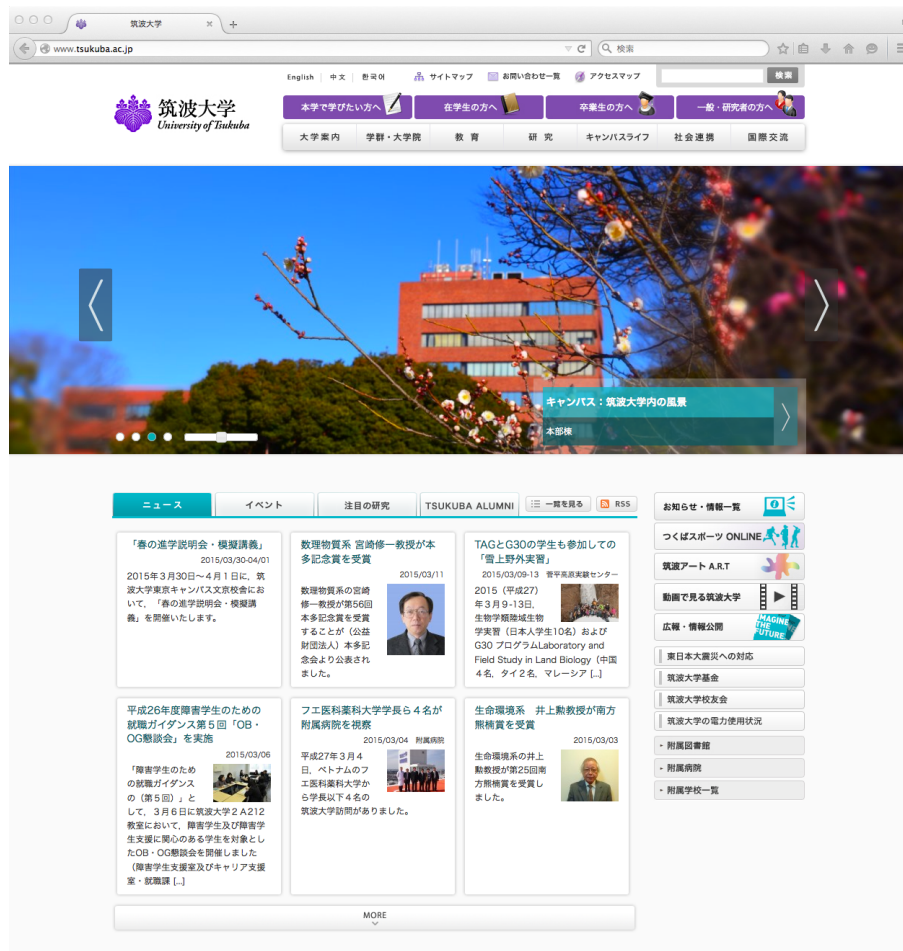 筑波大学
www.tsukuba.ac.jp
検索
English 中文 한국어 サイトマップ お問い合わせ一覧 アクセスマップ 検索
筑波大学
University of Tsukuba
本学で学びたい方へ 在学生の方へ 卒業生の方へ 一般・研究者の方へ
大学案内 学群・大学院 教育 研究 キャンパスライフ 社会連携 国際交流
キャンパス：筑波大学内の風景
本部棟
ニュース イベント 注目の研究 TSUKUBA ALUMNI 一覧を見る RSS
「春の進学説明会・模擬講義」
2015/03/30-04/01
2015年３月30日〜４月１日に，筑
波大学東京キャンパス文京校舎にお
いて，「春の進学説明会・模擬講
義」を開催いたします。
数理物質系 宮崎修一教授が本
多記念賞を受賞
2015/03/11
数理物質系の宮崎
修一教授が第56回
本多記念賞を受賞
することが（公益
財団法人）本多記
念会より公表され
ました。
TAGとG30の学生も参加しての
「雪上野外実習」
2015/03/09-13 菅平高原実験センター
2015（平成27）
年３月９-13日,
生物学類陸域生物
学実習（日本人学生10名）および
G30 プログラムLaboratory and
Field Study in Land Biology（中国
４名，タイ２名，マレーシア [...]
平成26年度障害学生のための
就職ガイダンス第５回「OB・
OG懇談会」を実施
2015/03/06
「障害学生のため
の就職ガイダンス
の（第５回）」と
して，３月６日に筑波大学２A212
教室において，障害学生及び障害学
生支援に関心のある学生を対象とし
たOB・OG懇談会を開催しました
（障害学生支援室及びキャリア支援
室・就職課 [...]
フエ医科薬科大学学長ら４名が
附属病院を視察
2015/03/04 附属病院
平成27年３月４
日，ベトナムのフ
エ医科薬科大学か
ら学長以下４名の
筑波大学訪問がありました。
生命環境系　井上勲教授が南方
熊楠賞を受賞
2015/03/03
生命環境系の井上
勲教授が第25回南
方熊楠賞を受賞し
ました。
MORE
お知らせ・情報一覧
つくばスポーツ ONLINE
筑波アート A.R.T
動画で見る筑波大学
広報・情報公開
IMAGINE
THE
FUTURE
東日本大震災への対応
筑波大学基金
筑波大学校友会
筑波大学の電力使用状況
附属図書館
附属病院
附属学校一覧